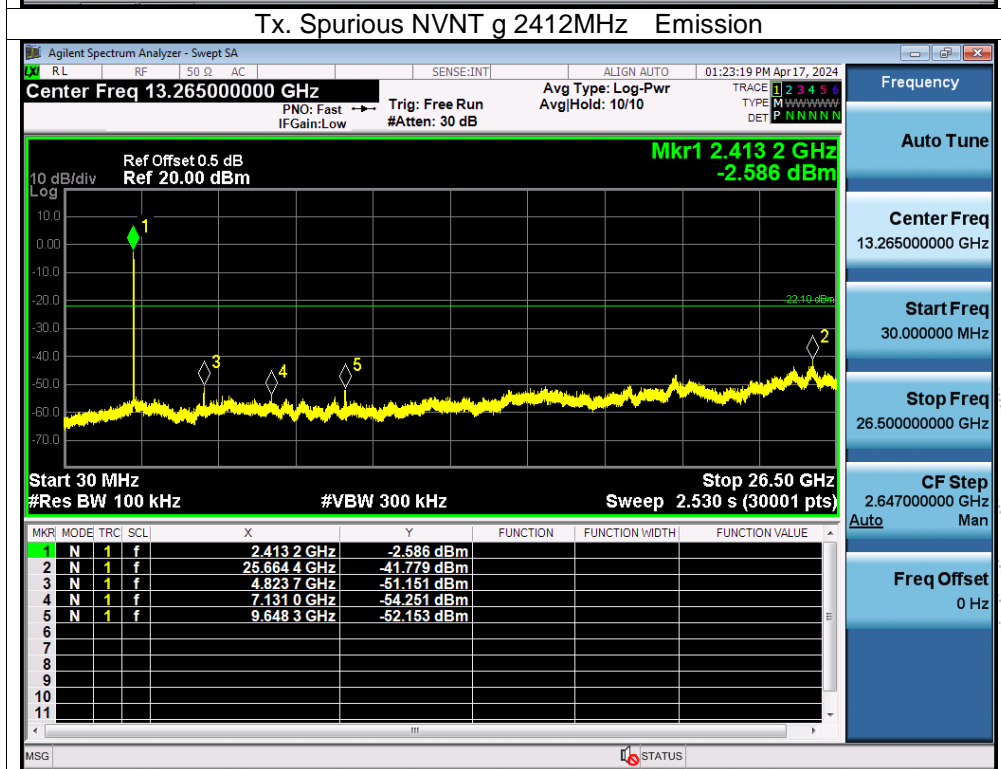 Tx. Spurious NVNT g 2412MHz Emission
Agilent Spectrum Analyzer - Swept SA
LXI RL RF 50 Ω AC SENSE:INT ALIGN AUTO 01:23:19 PM Apr 17, 2024
Center Freq 13.265000000 GHz
PNO: Fast
IFGain:Low
Trig: Free Run
#Atten: 30 dB
Avg Type: Log-Pwr
Avg|Hold: 10/10
TRACE 1 2 3 4 5 6
TYPE M WWWWW
DET P N N N N N
Mkr1 2.413 2 GHz
-2.586 dBm
Ref Offset 0.5 dB
10 dB/div Ref 20.00 dBm
Log
10.0
0.00
-10.0
-20.0
-30.0
-40.0
-50.0
-60.0
-70.0
-22.10 dBm
1
2
3
4
5
Start 30 MHz Stop 26.50 GHz
#Res BW 100 kHz #VBW 300 kHz Sweep 2.530 s (30001 pts)
MKR MODE TRC SCL X Y FUNCTION FUNCTION WIDTH FUNCTION VALUE
1 N 1 f 2.413 2 GHz -2.586 dBm
2 N 1 f 25.664 4 GHz -41.779 dBm
3 N 1 f 4.823 7 GHz -51.151 dBm
4 N 1 f 7.131 0 GHz -54.251 dBm
5 N 1 f 9.648 3 GHz -52.153 dBm
6
7
8
9
10
11
MSG STATUS
Frequency
Auto Tune
Center Freq
13.265000000 GHz
Start Freq
30.000000 MHz
Stop Freq
26.500000000 GHz
CF Step
2.647000000 GHz
Auto Man
Freq Offset
0 Hz